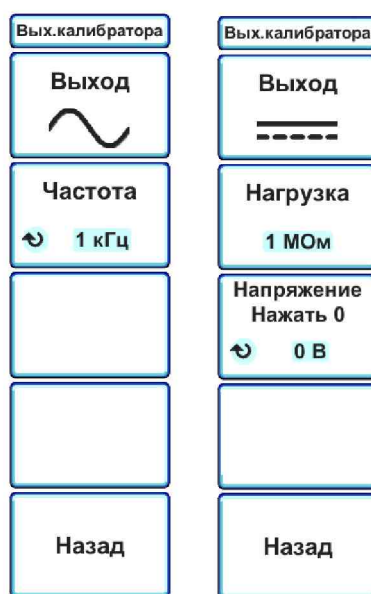 Вых.калибратора
Выход
Частота
1 кГц
Назад
Вых.калибратора
Выход
Нагрузка
1 МОм
Напряжение
Нажать 0
0 В
Назад